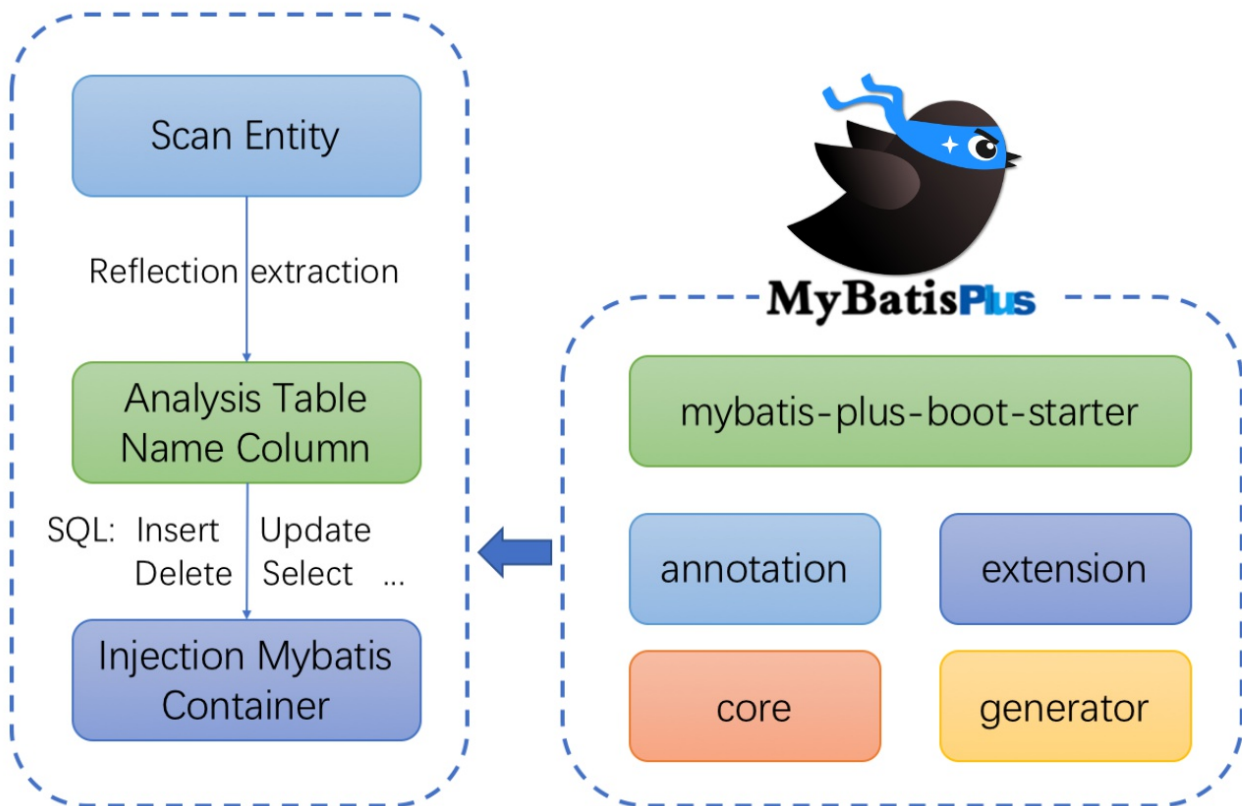 Scan Entity
Reflection extraction
Analysis Table
Name Column
SQL: Insert Update
Delete Select ...
Injection Mybatis
Container
MyBatisPlus
mybatis-plus-boot-starter
annotation extension
core generator